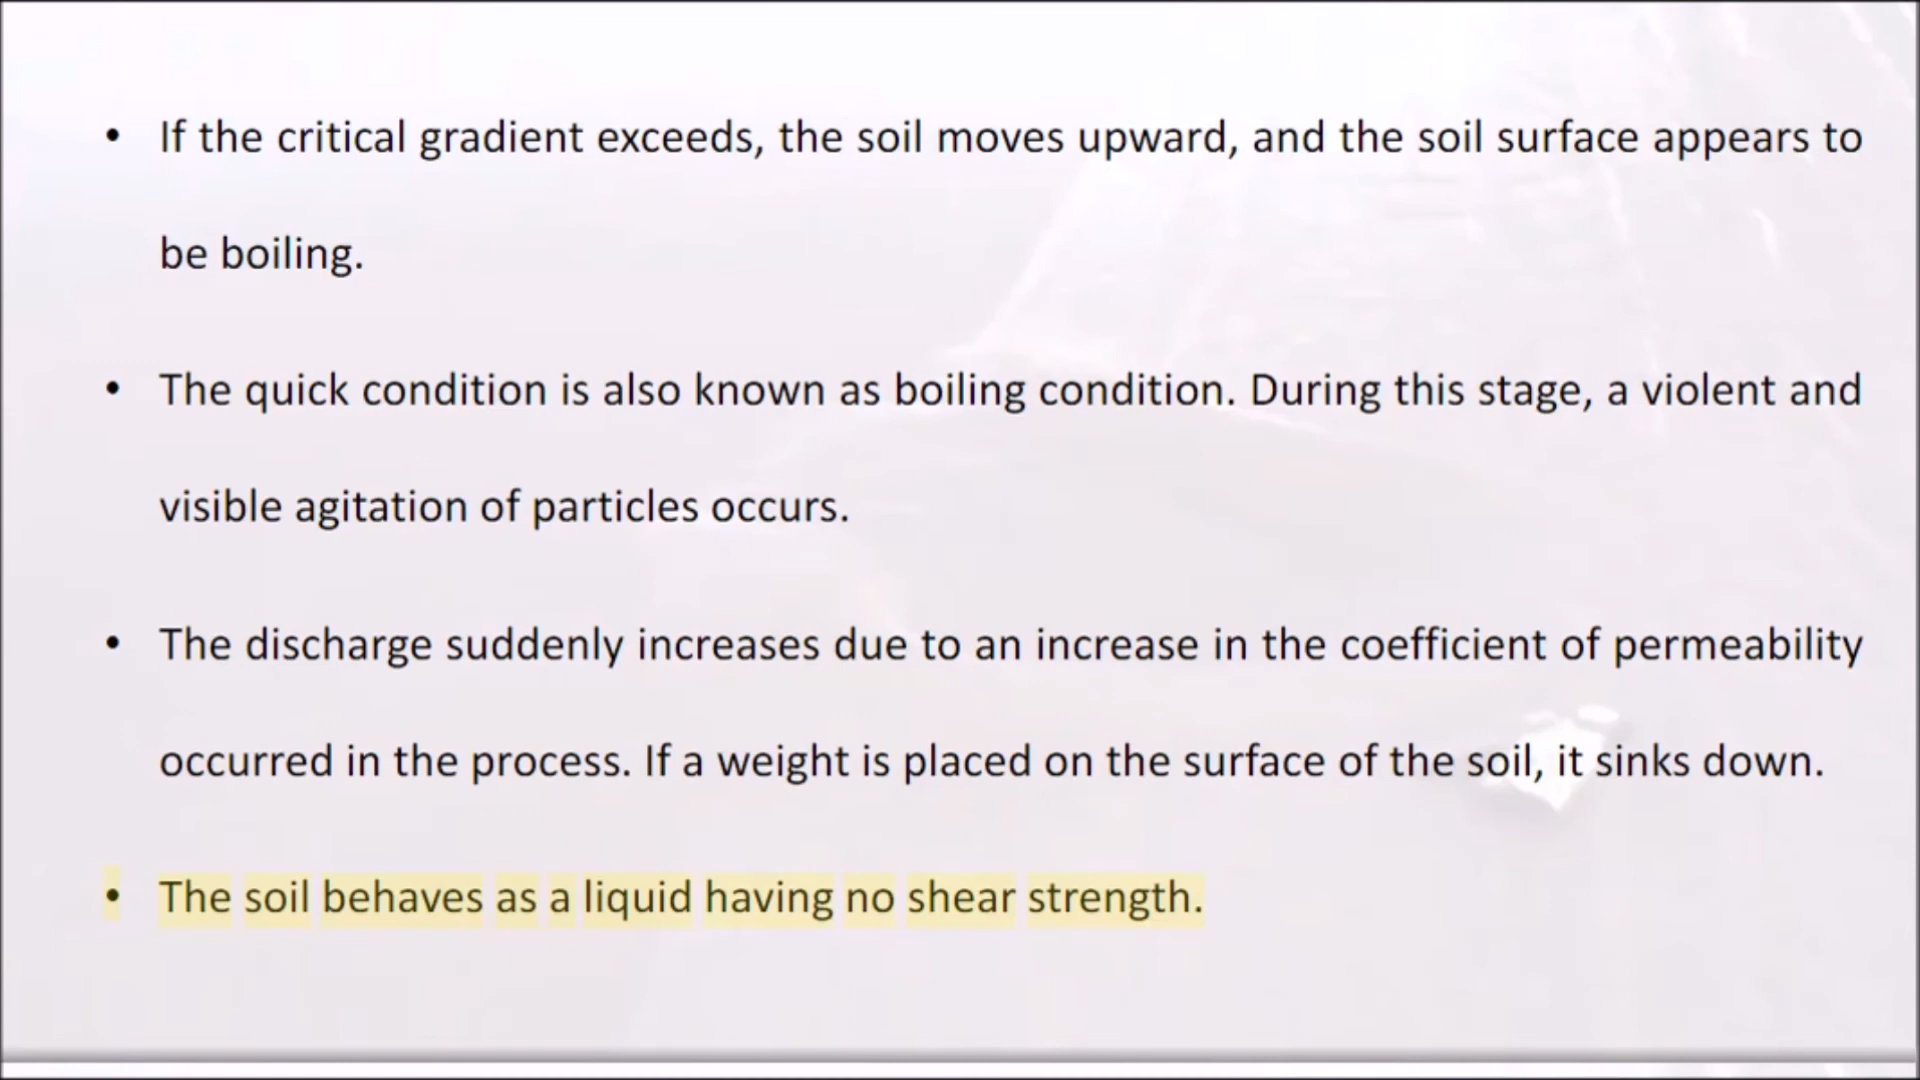 • If the critical gradient exceeds, the soil moves upward, and the soil surface appears to
be boiling.
• The quick condition is also known as boiling condition. During this stage, a violent and
visible agitation of particles occurs.
• The discharge suddenly increases due to an increase in the coefficient of permeability
occurred in the process. If a weight is placed on the surface of the soil, it sinks down.
• The soil behaves as a liquid having no shear strength.